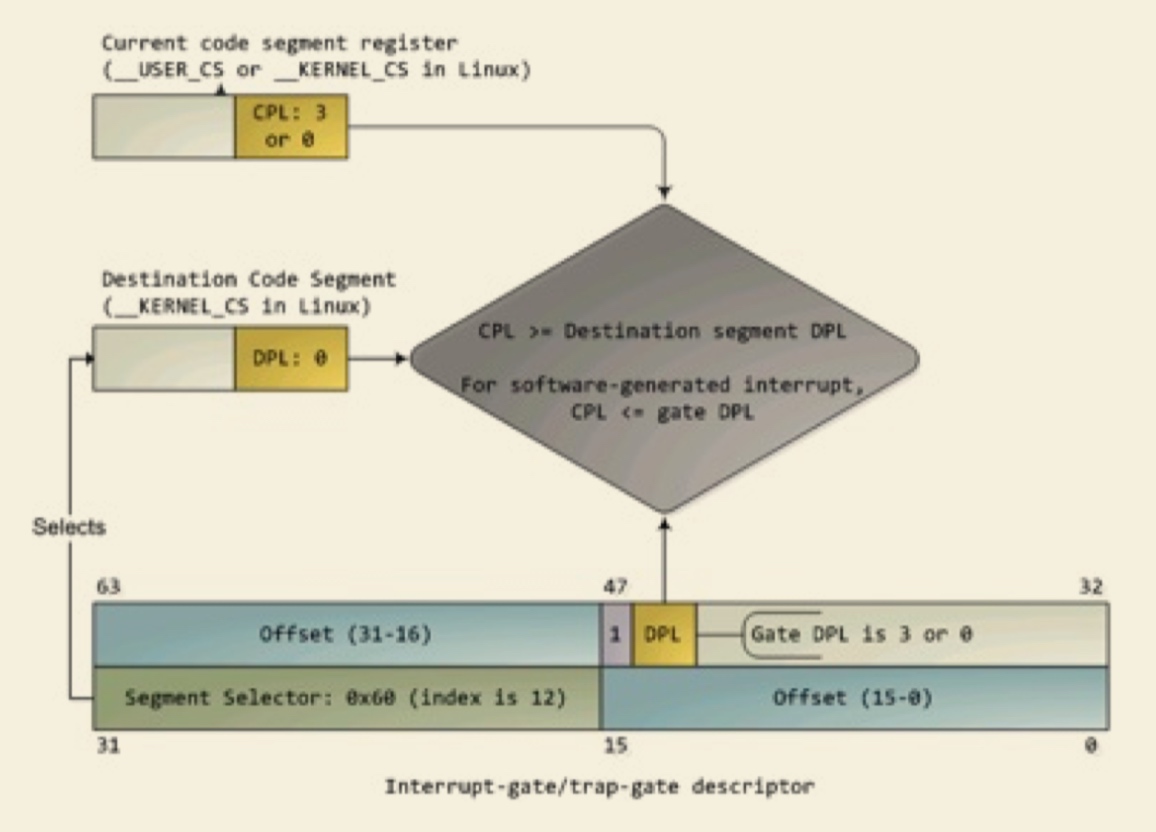 Current code segment register
(__USER_CS or __KERNEL_CS in Linux)
CPL: 3
or 0
Destination Code Segment
(__KERNEL_CS in Linux)
DPL: 0
CPL >= Destination segment DPL
For software-generated interrupt,
CPL <= gate DPL
Selects
63
47
32
Offset (31-16)
1
DPL
Gate DPL is 3 or 0
Segment Selector: 0x60 (index is 12)
Offset (15-0)
31
15
0
Interrupt-gate/trap-gate descriptor